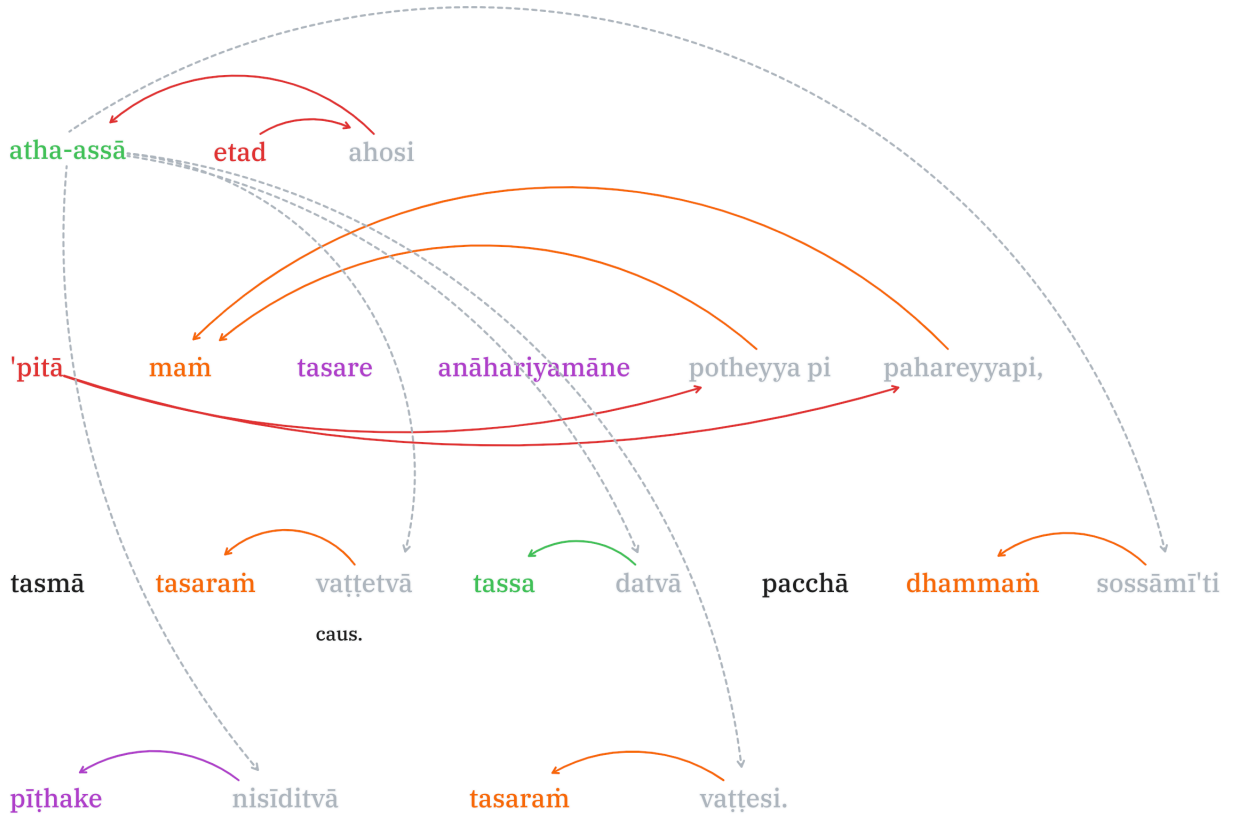 atha-assā etad ahosi
'pitā maṁ tasare anāhariyamāne potheyya pi pahareyyapi,
tasmā tasaraṁ vaṭṭetvā tassa datvā pacchā dhammaṁ sossāmī'ti
caus.
pīṭhake nisīditvā tasaraṁ vaṭṭesi.